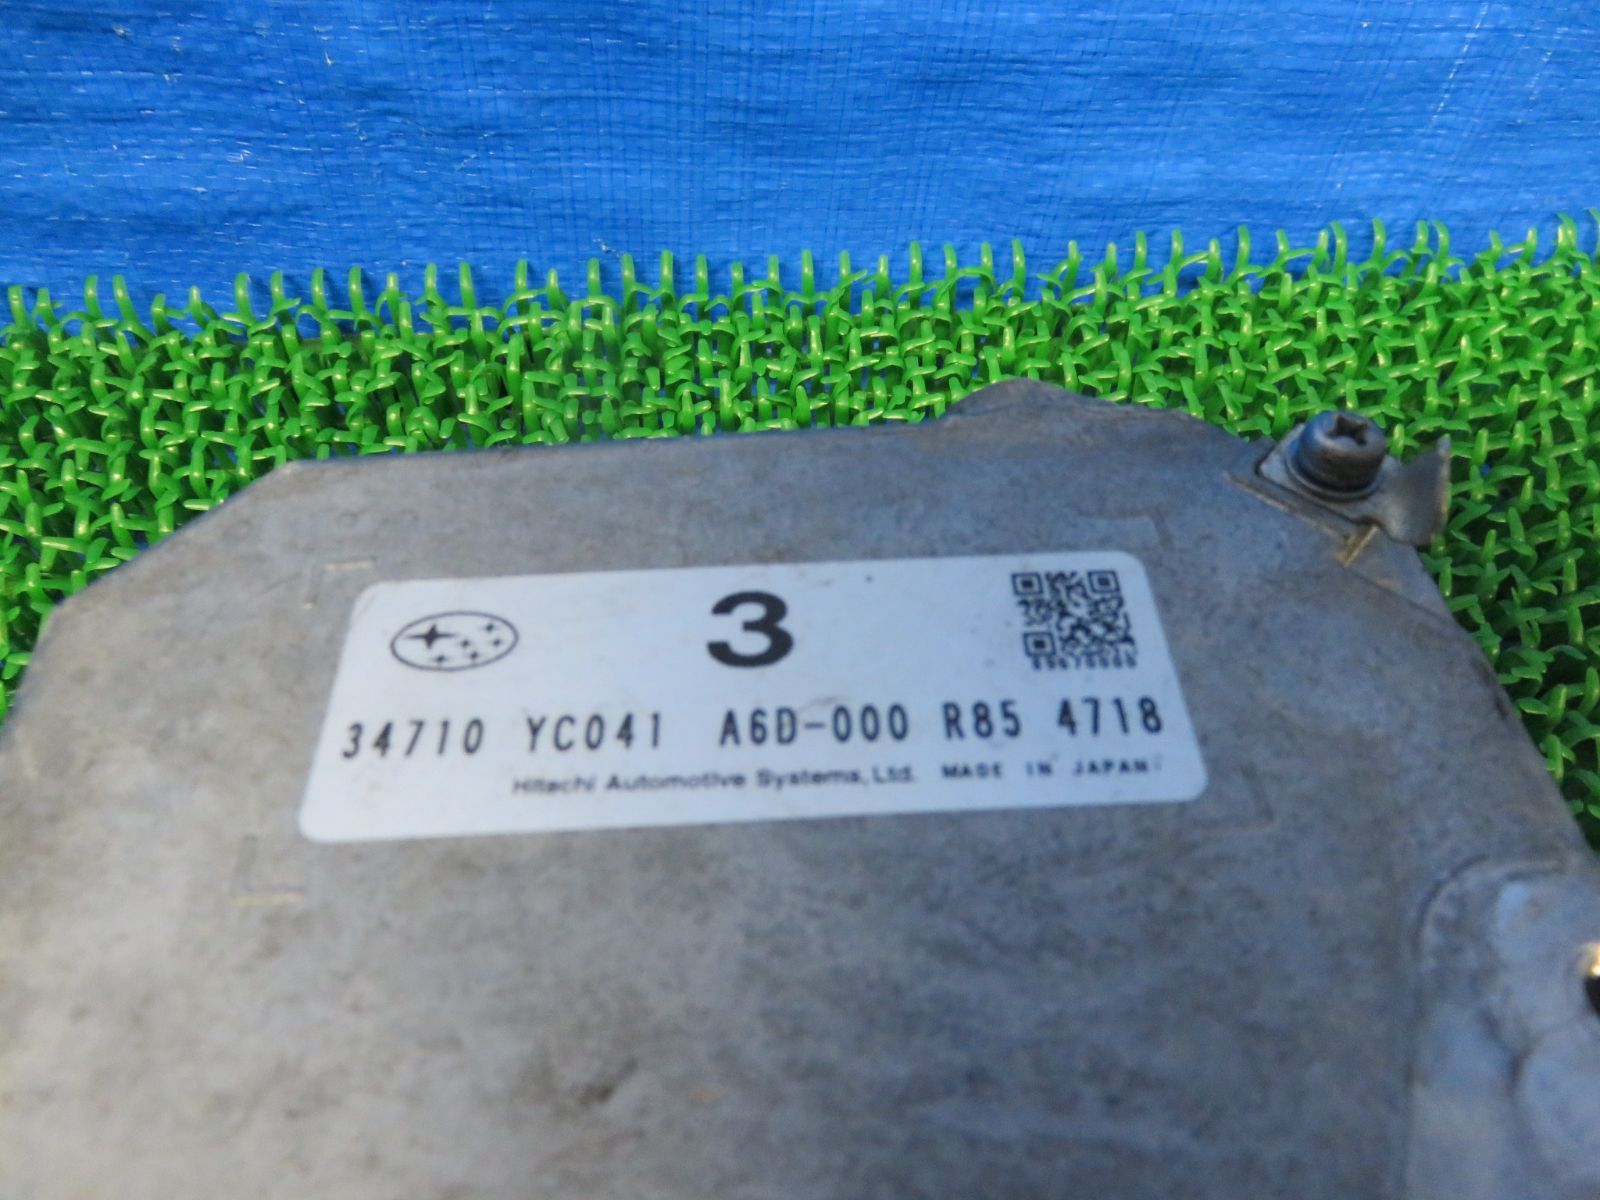 3
34710 YC041 A6D-000 R85 4718
Hitachi Automotive Systems, Ltd. MADE IN JAPAN